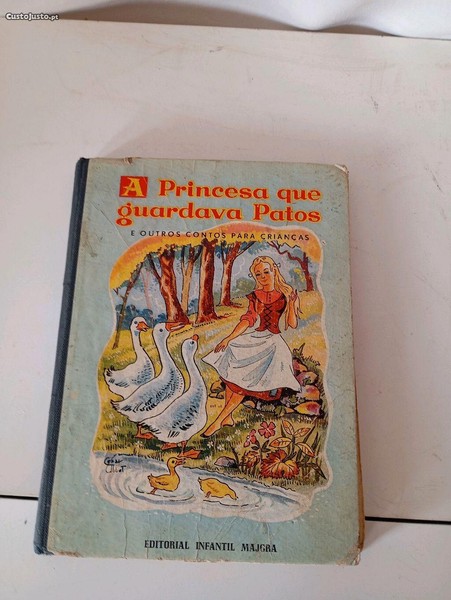 CustoJusto.pt
A Princesa que
guardava Patos
E OUTROS CONTOS PARA CRIANÇAS
EDITORIAL INFANTIL MAJORA